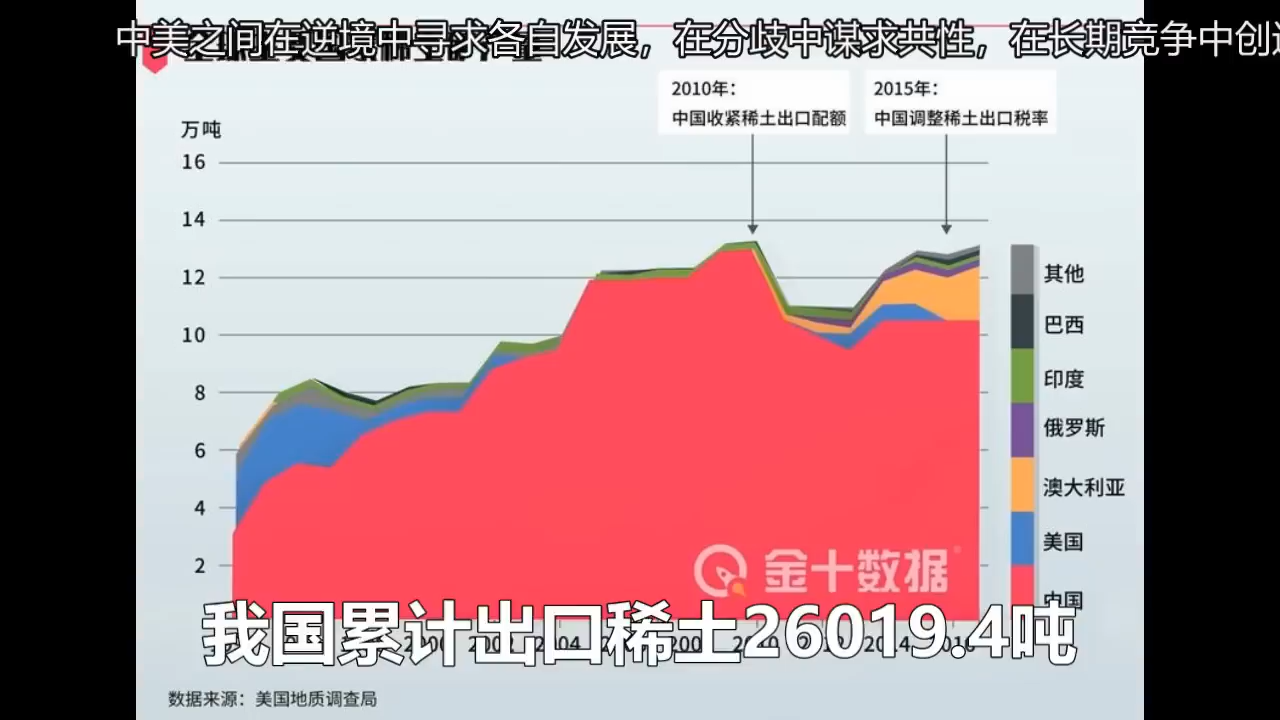 中美之间在逆境中寻求各自发展，在分歧中谋求共性，在长期竞争中创
2010年：
中国收紧稀土出口配额
2015年：
中国调整稀土出口税率
万吨
16
14
12
10
8
6
4
2
其他
巴西
印度
俄罗斯
澳大利亚
美国
中国
金十数据
我国累计出口稀土26019.4吨
数据来源：美国地质调查局